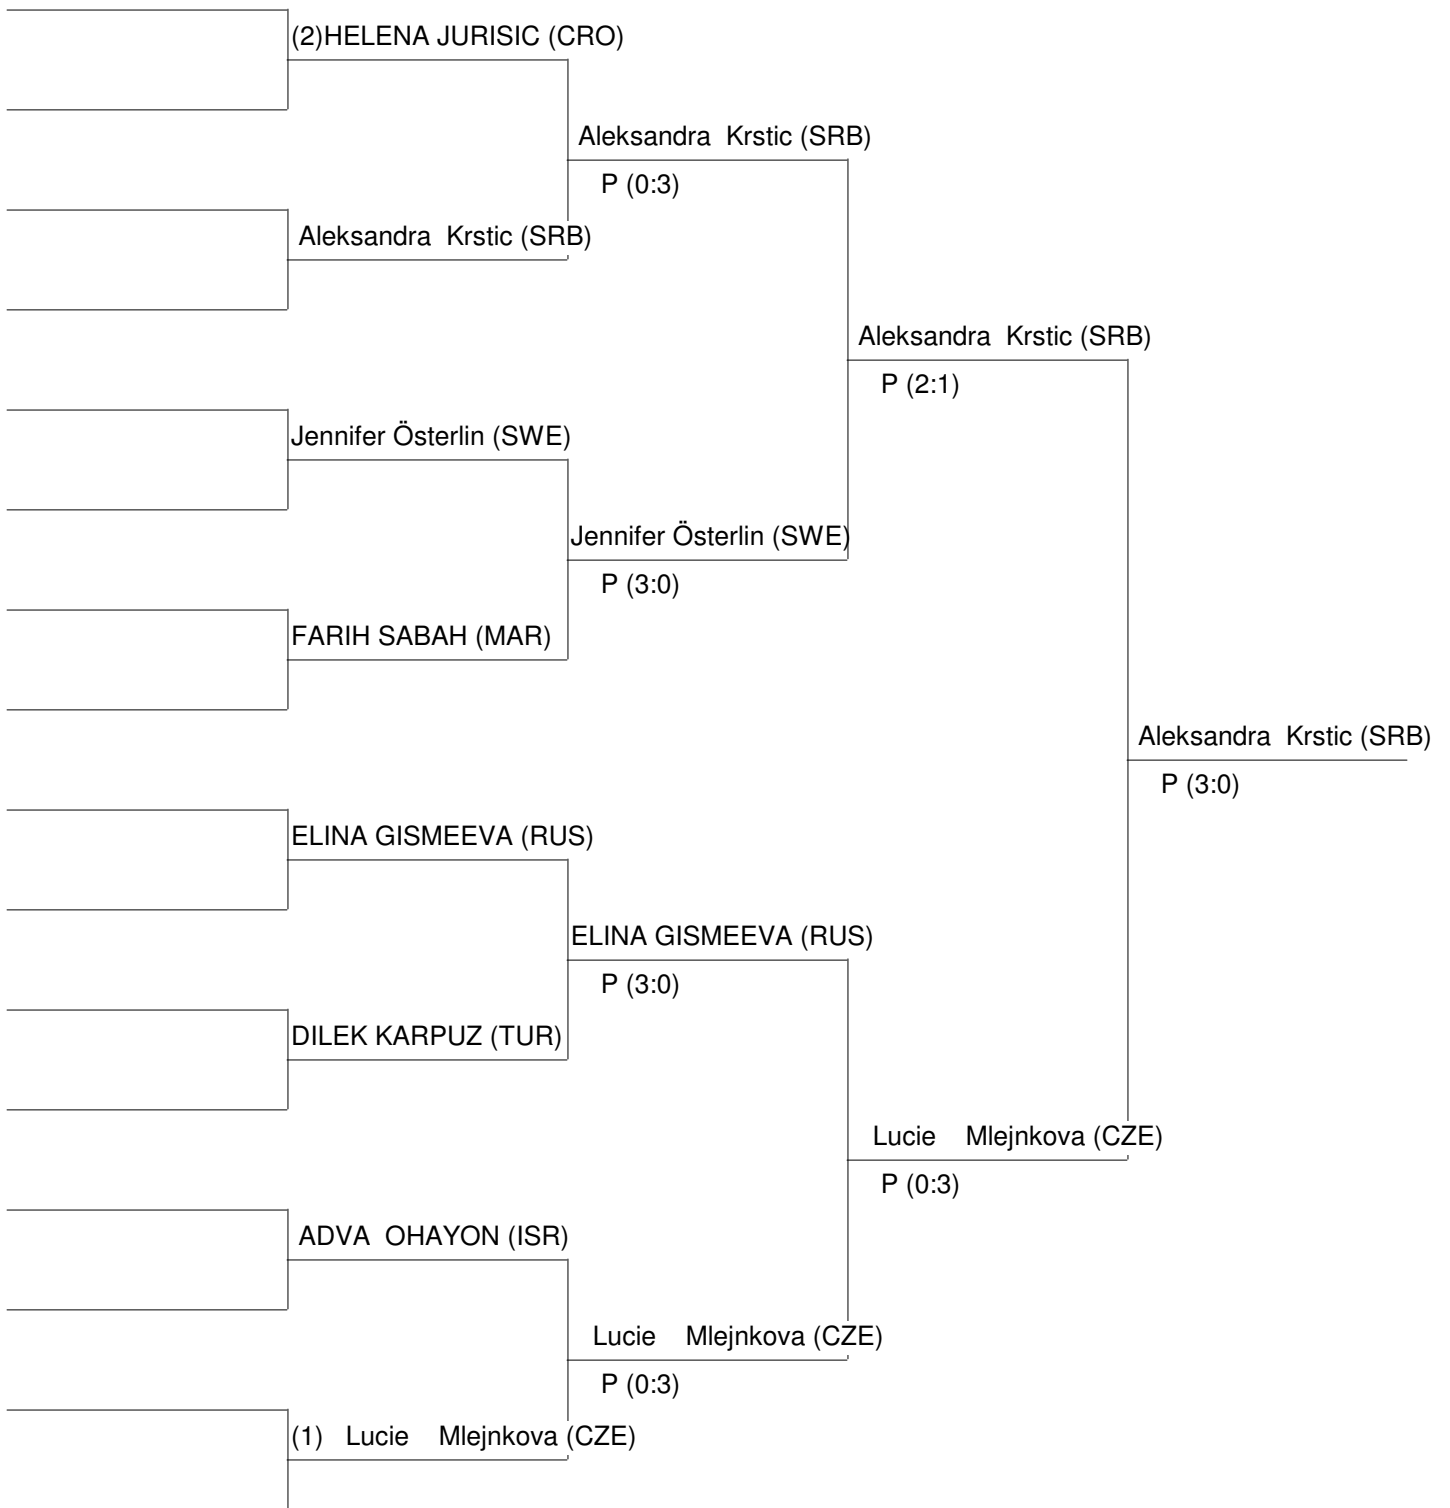 (2)HELENA JURISIC (CRO)
Aleksandra Krstic (SRB)
P (0:3)
Aleksandra Krstic (SRB)
Aleksandra Krstic (SRB)
P (2:1)
Jennifer Österlin (SWE)
Jennifer Österlin (SWE)
P (3:0)
FARIH SABAH (MAR)
Aleksandra Krstic (SRB)
P (3:0)
ELINA GISMEEVA (RUS)
ELINA GISMEEVA (RUS)
P (3:0)
DILEK KARPUZ (TUR)
Lucie Mlejnkova (CZE)
P (0:3)
ADVA OHAYON (ISR)
Lucie Mlejnkova (CZE)
P (0:3)
(1) Lucie Mlejnkova (CZE)